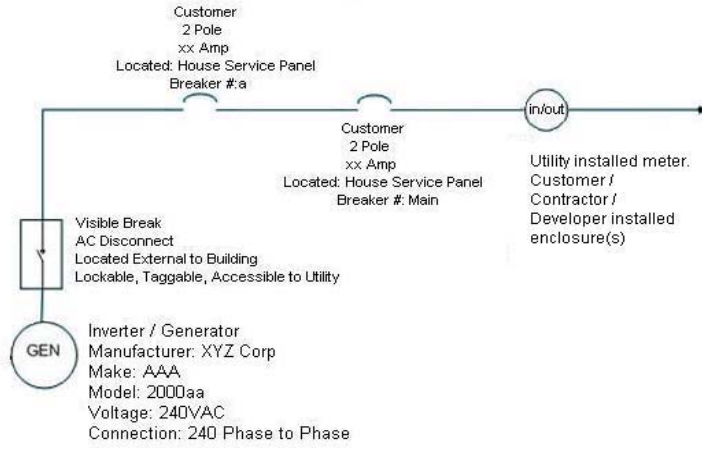 Customer
2 Pole
xx Amp
Located: House Service Panel
Breaker #:a
in/out
Customer
2 Pole
xx Amp
Located: House Service Panel
Breaker #: Main
Utility installed meter.
Customer /
Contractor /
Developer installed
enclosure(s)
Visible Break
AC Disconnect
Located External to Building
Lockable, Taggable, Accessible to Utility
GEN
Inverter / Generator
Manufacturer: XYZ Corp
Make: AAA
Model: 2000aa
Voltage: 240VAC
Connection: 240 Phase to Phase